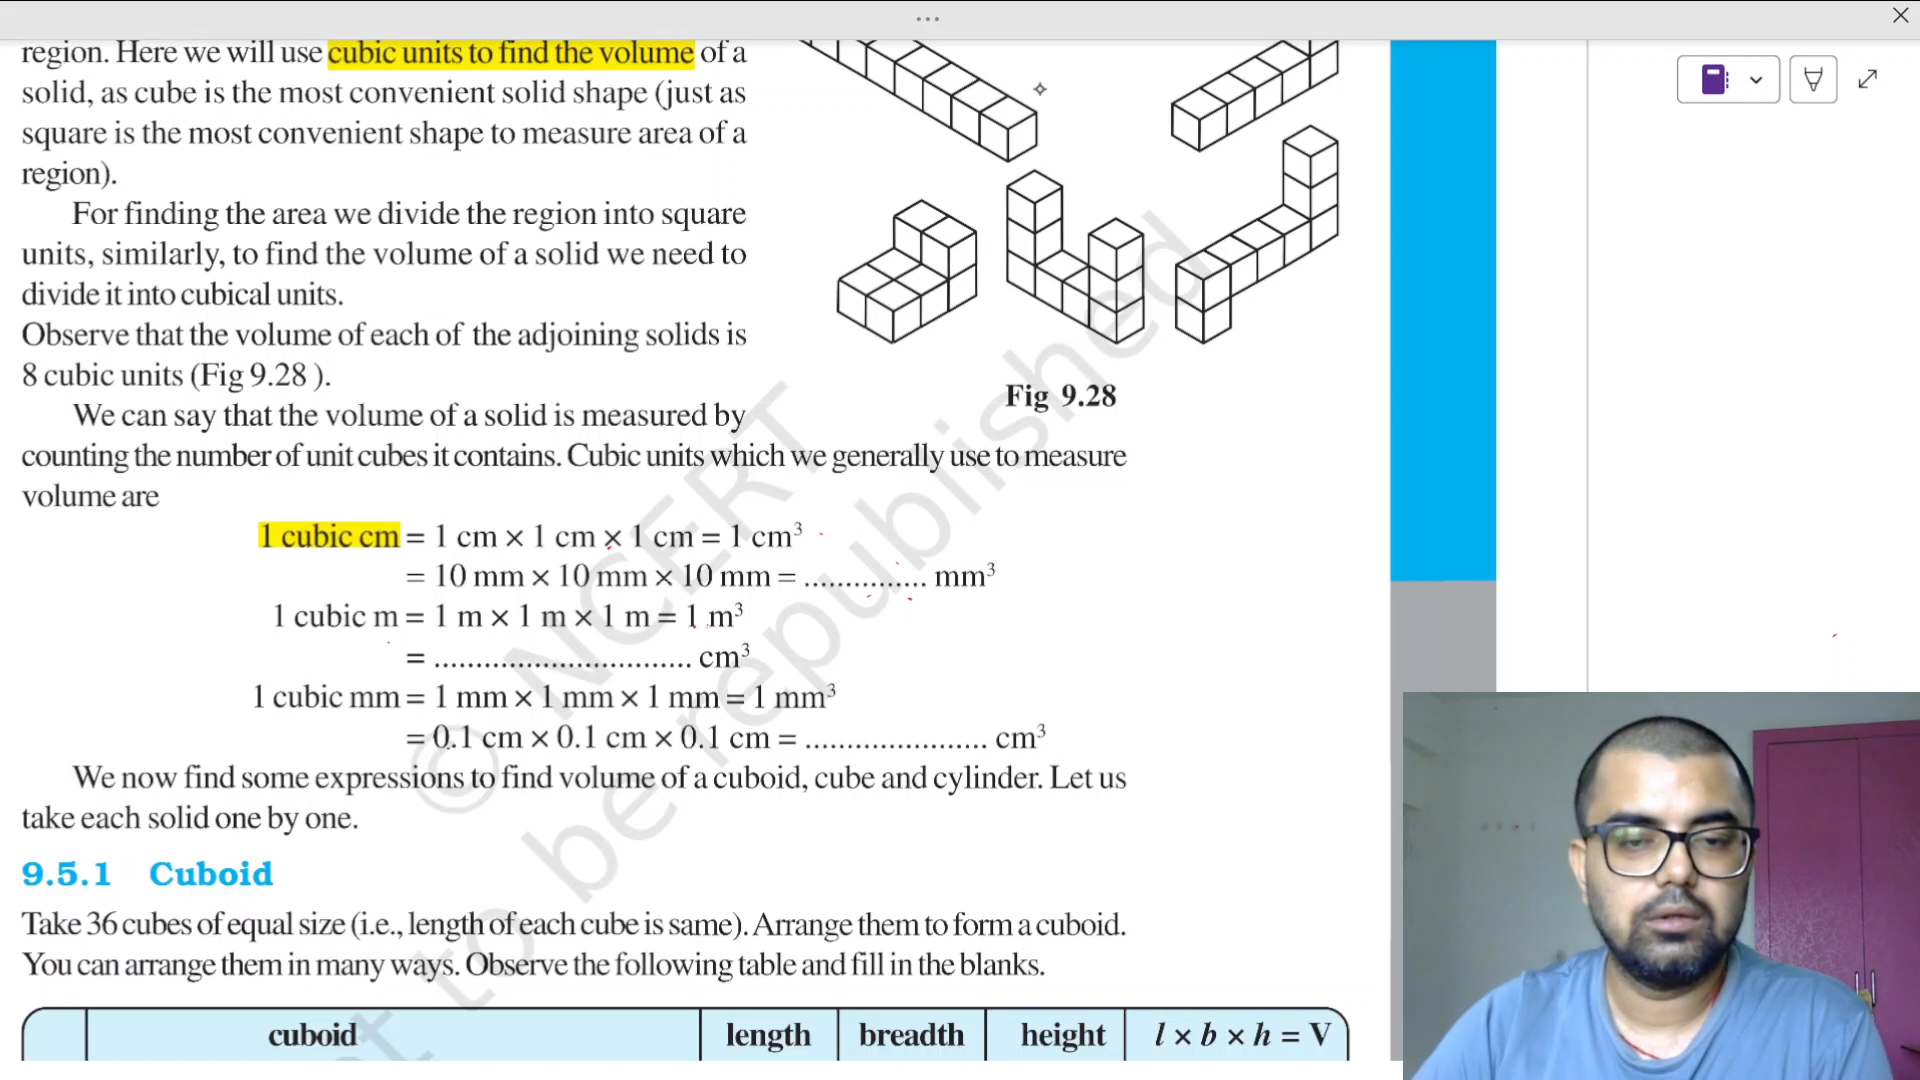 region. Here we will use cubic units to find the volume of a
solid, as cube is the most convenient solid shape (just as
square is the most convenient shape to measure area of a
region).
For finding the area we divide the region into square
units, similarly, to find the volume of a solid we need to
divide it into cubical units.
Observe that the volume of each of the adjoining solids is
8 cubic units (Fig 9.28 ).
Fig 9.28
We can say that the volume of a solid is measured by
counting the number of unit cubes it contains. Cubic units which we generally use to measure
volume are
1 cubic cm = 1 cm × 1 cm × 1 cm = 1 cm³
= 10 mm × 10 mm × 10 mm = ............... mm³
1 cubic m = 1 m × 1 m × 1 m = 1 m³
= ............................... cm³
1 cubic mm = 1 mm × 1 mm × 1 mm = 1 mm³
= 0.1 cm × 0.1 cm × 0.1 cm = ...................... cm³
We now find some expressions to find volume of a cuboid, cube and cylinder. Let us
take each solid one by one.
9.5.1 Cuboid
Take 36 cubes of equal size (i.e., length of each cube is same). Arrange them to form a cuboid.
You can arrange them in many ways. Observe the following table and fill in the blanks.
cuboid length breadth height l × b × h = V
© NCERT
not to be republished